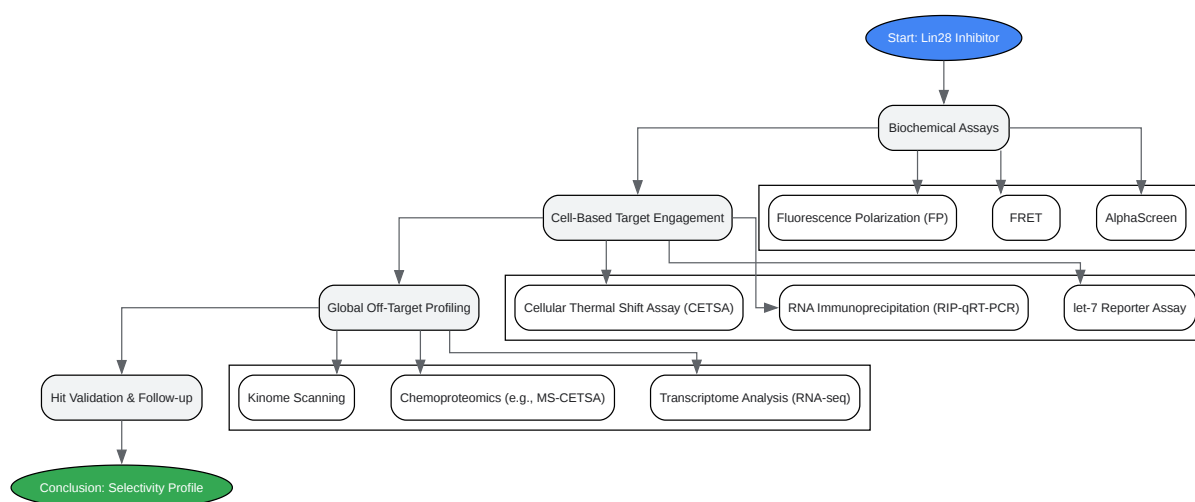 Start: Lin28 Inhibitor
Biochemical Assays
Cell-Based Target Engagement
Fluorescence Polarization (FP)
FRET
AlphaScreen
Global Off-Target Profiling
Cellular Thermal Shift Assay (CETSA)
RNA Immunoprecipitation (RIP-qRT-PCR)
let-7 Reporter Assay
Hit Validation & Follow-up
Kinome Scanning
Chemoproteomics (e.g., MS-CETSA)
Transcriptome Analysis (RNA-seq)
Conclusion: Selectivity Profile